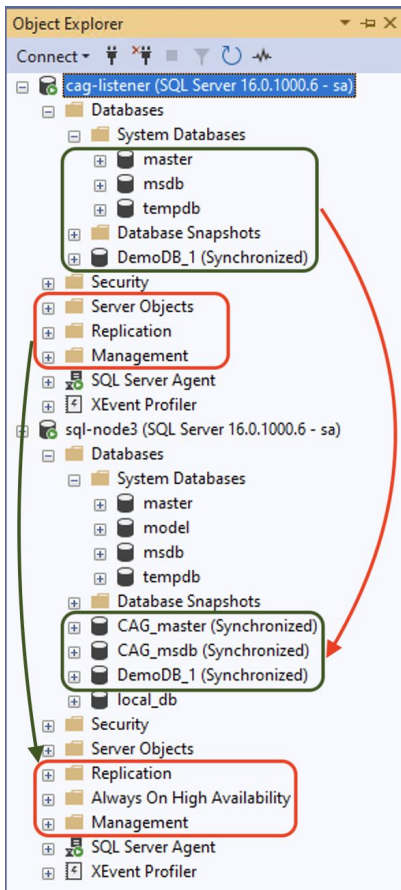 Object Explorer
Connect
cag-listener (SQL Server 16.0.1000.6 - sa)
Databases
System Databases
master
msdb
tempdb
Database Snapshots
DemoDB_1 (Synchronized)
Security
Server Objects
Replication
Management
SQL Server Agent
XEvent Profiler
sql-node3 (SQL Server 16.0.1000.6 - sa)
Databases
System Databases
master
model
msdb
tempdb
Database Snapshots
CAG_master (Synchronized)
CAG_msdb (Synchronized)
DemoDB_1 (Synchronized)
local_db
Security
Server Objects
Replication
Always On High Availability
Management
SQL Server Agent
XEvent Profiler